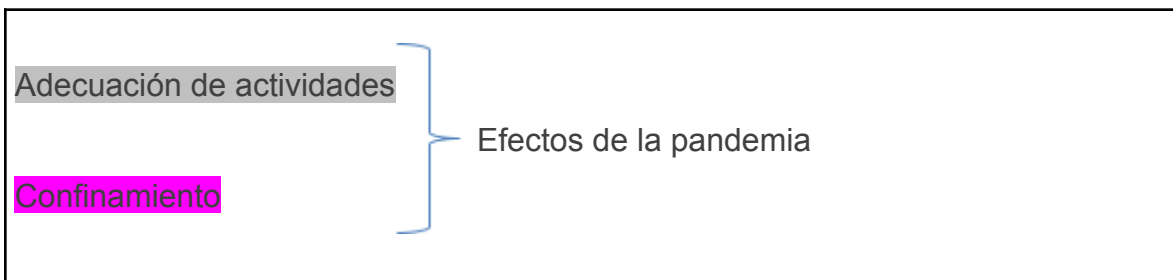 Adecuación de actividades
Efectos de la pandemia
Confinamiento